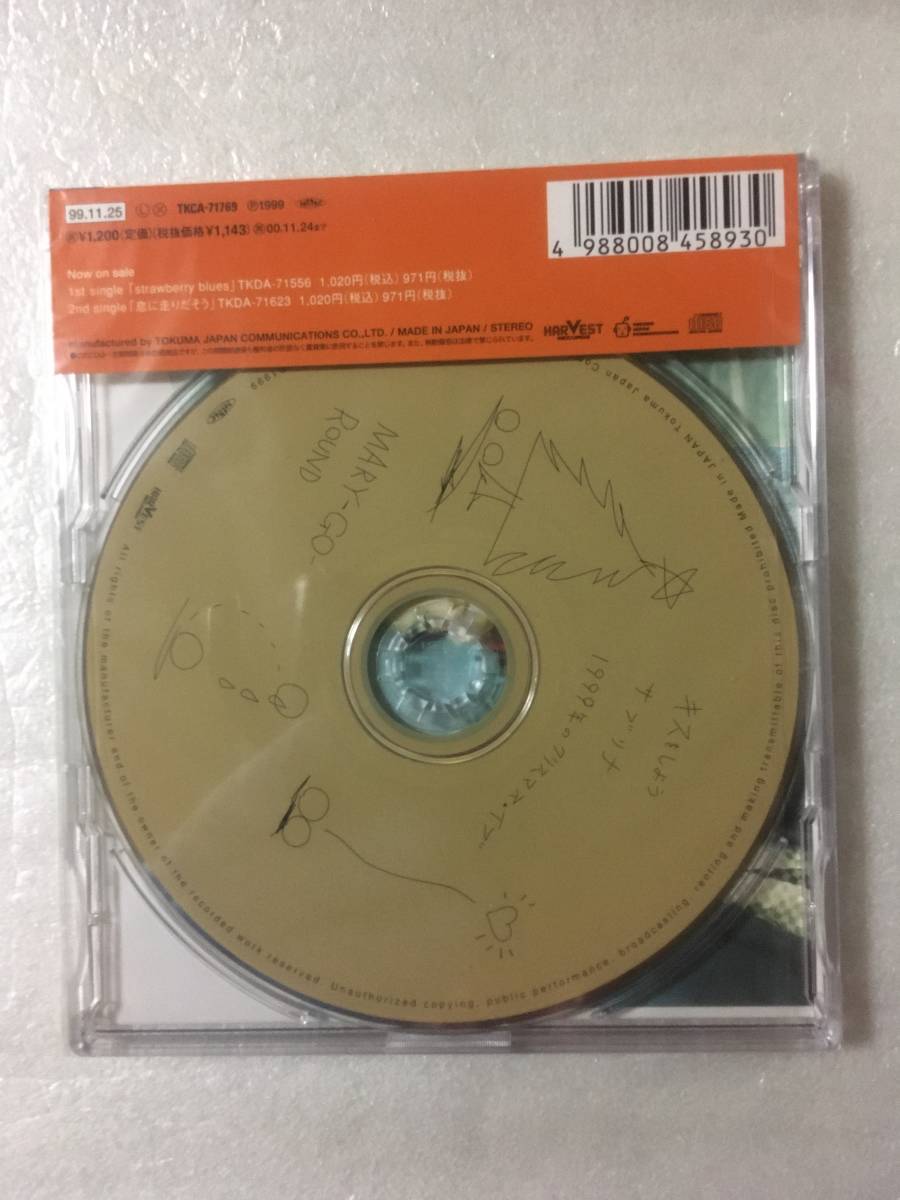 99.11.25 TKCA-71769 Ⓟ1999
¥1,200(定価)(税抜価格¥1,143) 00.11.24まで
4 988008 458930
Now on sale
1st single「strawberry blues」TKDA-71556 1,020円(税込) 971円(税抜)
2nd single「急に走りだそう」TKDA-71623 1,020円(税込) 971円(税抜)
manufactured by TOKUMA JAPAN COMMUNICATIONS CO.,LTD. / MADE IN JAPAN / STEREO
HARVEST
MARY-GO-
ROUND
キスをしよう
サブリナ
1999年のクリスマス・イブ
HARVEST
All rights of the manufacturer and of the owner of the recorded work reserved. Unauthorized copying, public performance, broadcasting, renting and making transmittable of this disc prohibited. Made in JAPAN Tokuma Japan Co
1999